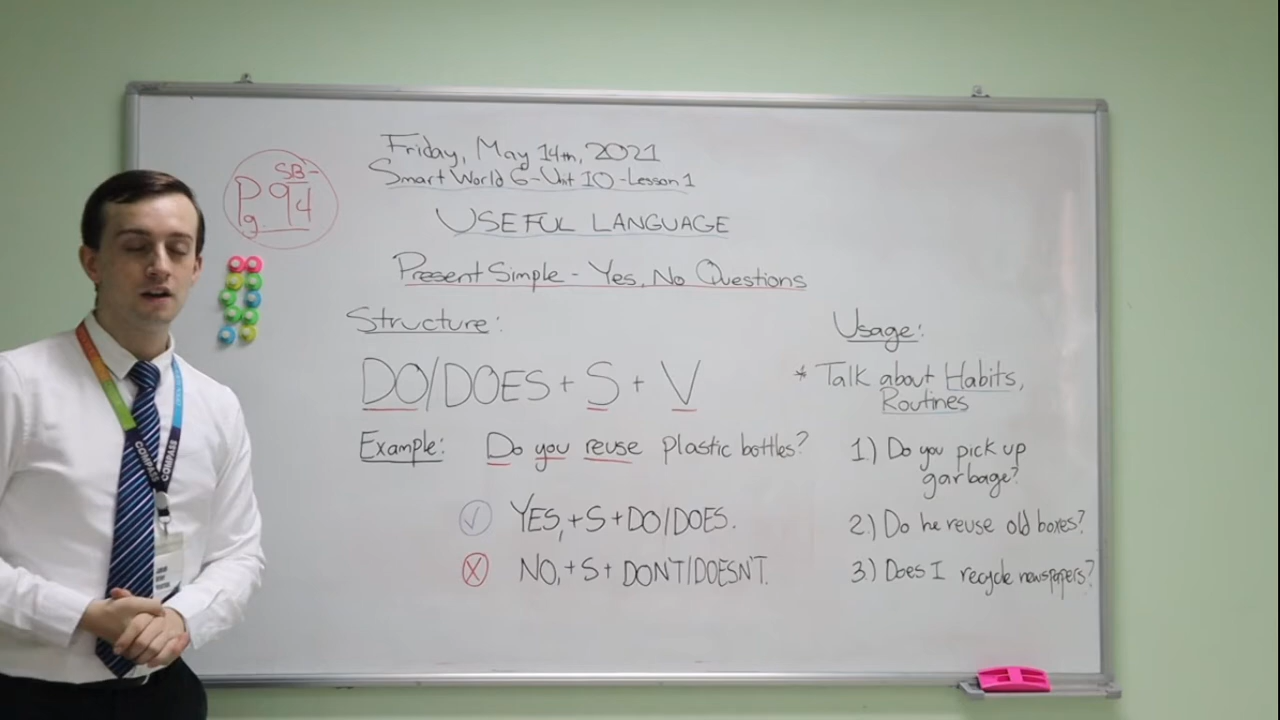 SB-
Pg. 94
Friday, May 14th, 2021
Smart World 6-Unit 10-Lesson 1
USEFUL LANGUAGE
Present Simple - Yes, No Questions
Structure:
DO/DOES + S + V
Example: Do you reuse plastic bottles?
YES, + S + DO/DOES.
NO, + S + DON'T/DOESN'T.
Usage:
* Talk about Habits,
Routines
1.) Do you pick up
garbage?
2.) Do he reuse old boxes?
3.) Does I recycle newspapers?
COMPASS
COMPASS